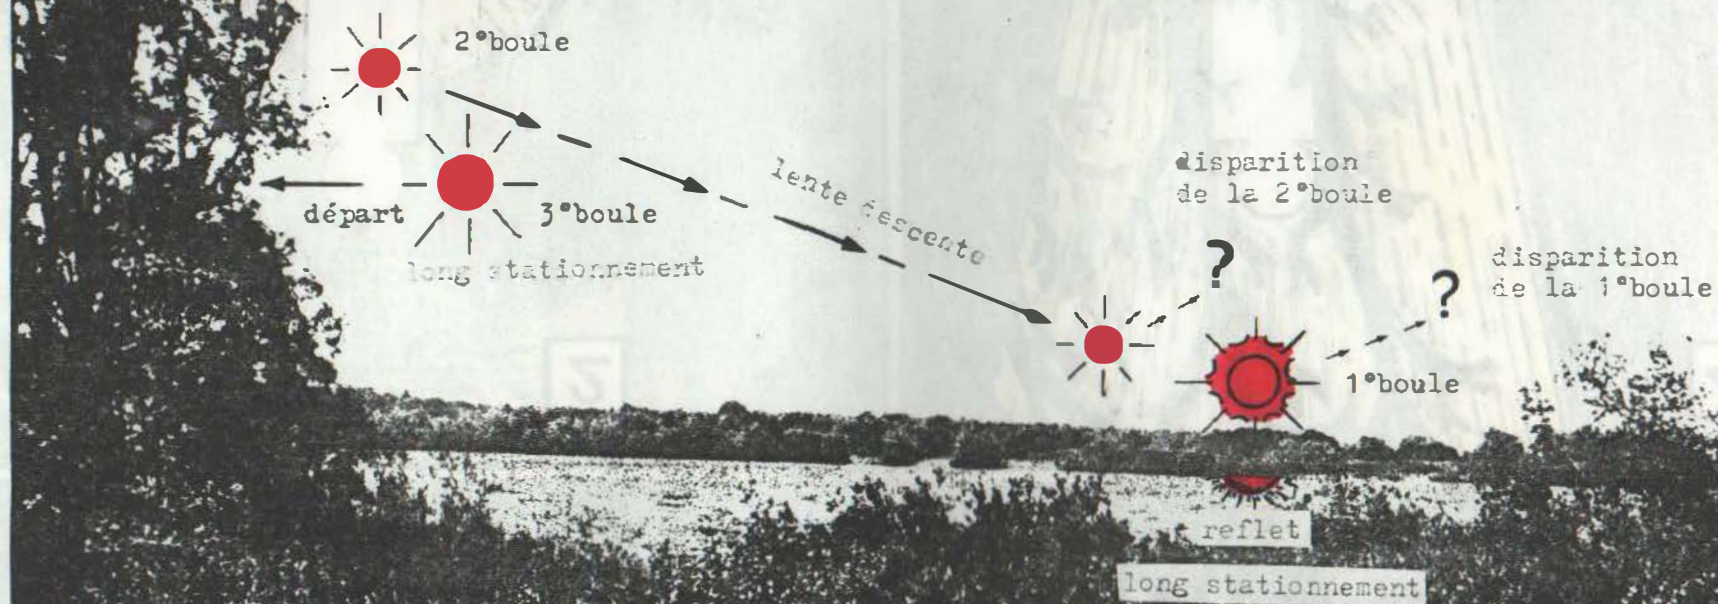 2°boule
départ
3°boule
long stationnement
lente descente
disparition
de la 2°boule
?
disparition
de la 1°boule
?
1°boule
reflet
long stationnement